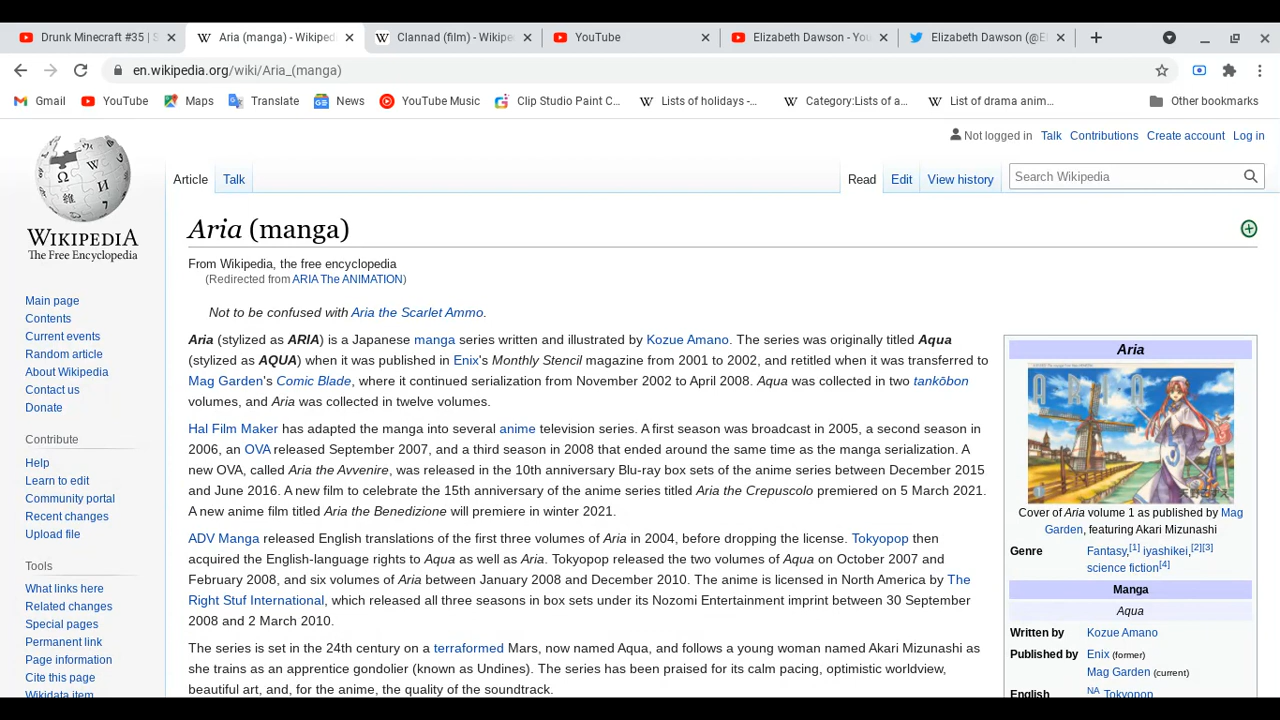 Drunk Minecraft #35 | S
Aria (manga) - Wikiped
Clannad (film) - Wikipe
YouTube
Elizabeth Dawson - You
Elizabeth Dawson (@El
en.wikipedia.org/wiki/Aria_(manga)
Gmail
YouTube
Maps
Translate
News
YouTube Music
Clip Studio Paint C...
Lists of holidays -...
Category:Lists of a...
List of drama anim...
Other bookmarks
Not logged in Talk Contributions Create account Log in
Article Talk
Read Edit View history
Search Wikipedia
WIKIPEDIA
The Free Encyclopedia
Main page
Contents
Current events
Random article
About Wikipedia
Contact us
Donate
Contribute
Help
Learn to edit
Community portal
Recent changes
Upload file
Tools
What links here
Related changes
Special pages
Permanent link
Page information
Cite this page
Wikidata item
Aria (manga)
From Wikipedia, the free encyclopedia
(Redirected from ARIA The ANIMATION)
Not to be confused with Aria the Scarlet Ammo.
Aria (stylized as ARIA) is a Japanese manga series written and illustrated by Kozue Amano. The series was originally titled Aqua
(stylized as AQUA) when it was published in Enix's Monthly Stencil magazine from 2001 to 2002, and retitled when it was transferred to
Mag Garden's Comic Blade, where it continued serialization from November 2002 to April 2008. Aqua was collected in two tankōbon
volumes, and Aria was collected in twelve volumes.
Hal Film Maker has adapted the manga into several anime television series. A first season was broadcast in 2005, a second season in
2006, an OVA released September 2007, and a third season in 2008 that ended around the same time as the manga serialization. A
new OVA, called Aria the Avvenire, was released in the 10th anniversary Blu-ray box sets of the anime series between December 2015
and June 2016. A new film to celebrate the 15th anniversary of the anime series titled Aria the Crepuscolo premiered on 5 March 2021.
A new anime film titled Aria the Benedizione will premiere in winter 2021.
ADV Manga released English translations of the first three volumes of Aria in 2004, before dropping the license. Tokyopop then
acquired the English-language rights to Aqua as well as Aria. Tokyopop released the two volumes of Aqua on October 2007 and
February 2008, and six volumes of Aria between January 2008 and December 2010. The anime is licensed in North America by The
Right Stuf International, which released all three seasons in box sets under its Nozomi Entertainment imprint between 30 September
2008 and 2 March 2010.
The series is set in the 24th century on a terraformed Mars, now named Aqua, and follows a young woman named Akari Mizunashi as
she trains as an apprentice gondolier (known as Undines). The series has been praised for its calm pacing, optimistic worldview,
beautiful art, and, for the anime, the quality of the soundtrack.
Aria
ARIA
天野こずえ
Cover of Aria volume 1 as published by Mag
Garden, featuring Akari Mizunashi
Genre Fantasy,[1] iyashikei,[2][3]
science fiction[4]
Manga
Aqua
Written by Kozue Amano
Published by Enix (former)
Mag Garden (current)
English NA Tokyopop